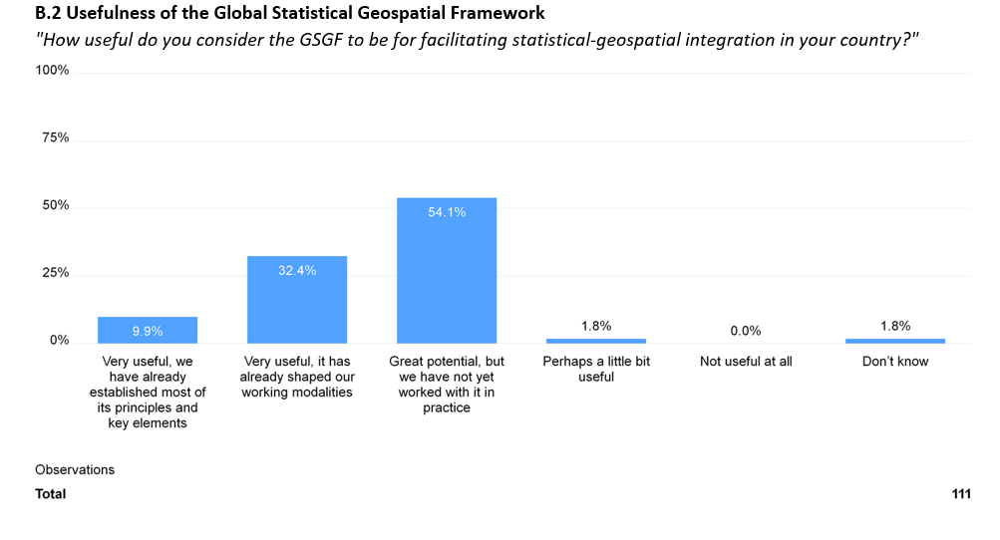 B.2 Usefulness of the Global Statistical Geospatial Framework
"How useful do you consider the GSGF to be for facilitating statistical-geospatial integration in your country?"
100%
75%
50%
25%
0%
9.9%
32.4%
54.1%
1.8%
0.0%
1.8%
Very useful, we
have already
established most of
its principles and
key elements
Very useful, it has
already shaped our
working modalities
Great potential, but
we have not yet
worked with it in
practice
Perhaps a little bit
useful
Not useful at all
Don’t know
Observations
Total 111